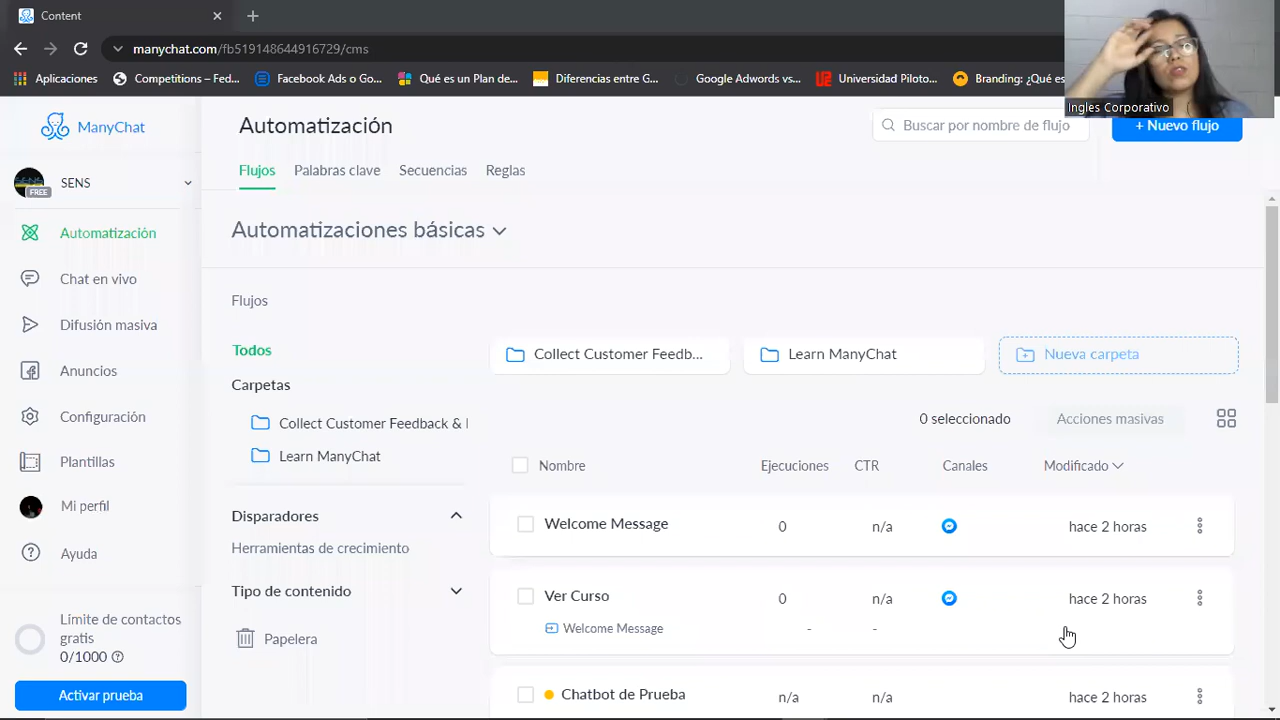 Content
manychat.com/fb519148644916729/cms
Aplicaciones
Competitions – Fed...
Facebook Ads o Go...
Qué es un Plan de...
Diferencias entre G...
Google Adwords vs...
Universidad Piloto...
Branding: ¿Qué es
Ingles Corporativo
ManyChat
SENS
FREE
Automatización
Chat en vivo
Difusión masiva
Anuncios
Configuración
Plantillas
Mi perfil
Ayuda
Límite de contactos
gratis
0/1000
Activar prueba
Automatización
Buscar por nombre de flujo
+ Nuevo flujo
Flujos
Palabras clave
Secuencias
Reglas
Automatizaciones básicas
Flujos
Todos
Carpetas
Collect Customer Feedback &
Learn ManyChat
Disparadores
Herramientas de crecimiento
Tipo de contenido
Papelera
Collect Customer Feedb...
Learn ManyChat
Nueva carpeta
0 seleccionado
Acciones masivas
Nombre
Ejecuciones
CTR
Canales
Modificado
Welcome Message
0
n/a
hace 2 horas
Ver Curso
0
n/a
hace 2 horas
Welcome Message
-
-
Chatbot de Prueba
n/a
n/a
hace 2 horas